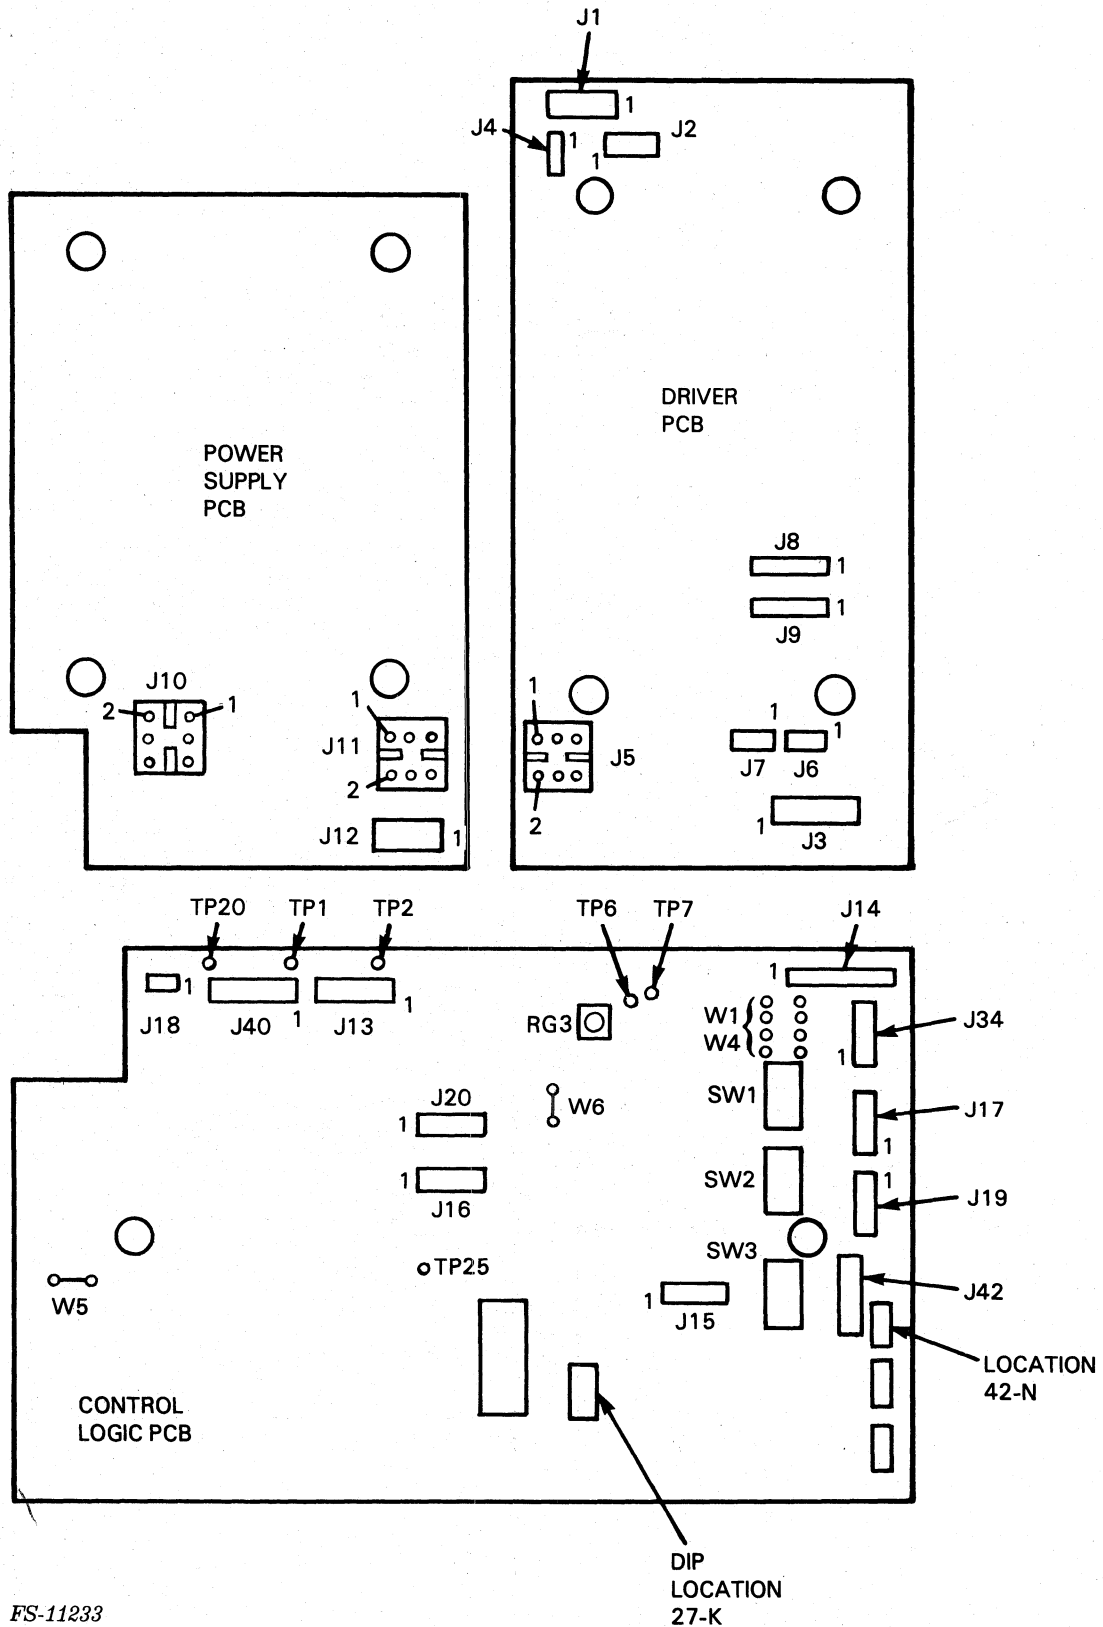 J1
1
J4
1
J2
1
DRIVER
PCB
POWER
SUPPLY
PCB
J8
1
1
J9
J10
2
1
1
J11
2
J12
1
1
J5
2
1
J7
1
J6
1
J3
TP20
TP1
TP2
TP6
TP7
J14
1
1
J18
J40
1
J13
1
RG3
W1
W4
J34
1
SW1
J17
1
J20
1
W6
1
J16
SW2
1
J19
SW3
TP25
W5
1
J15
J42
LOCATION
42-N
CONTROL
LOGIC PCB
DIP
LOCATION
27-K
FS-11233